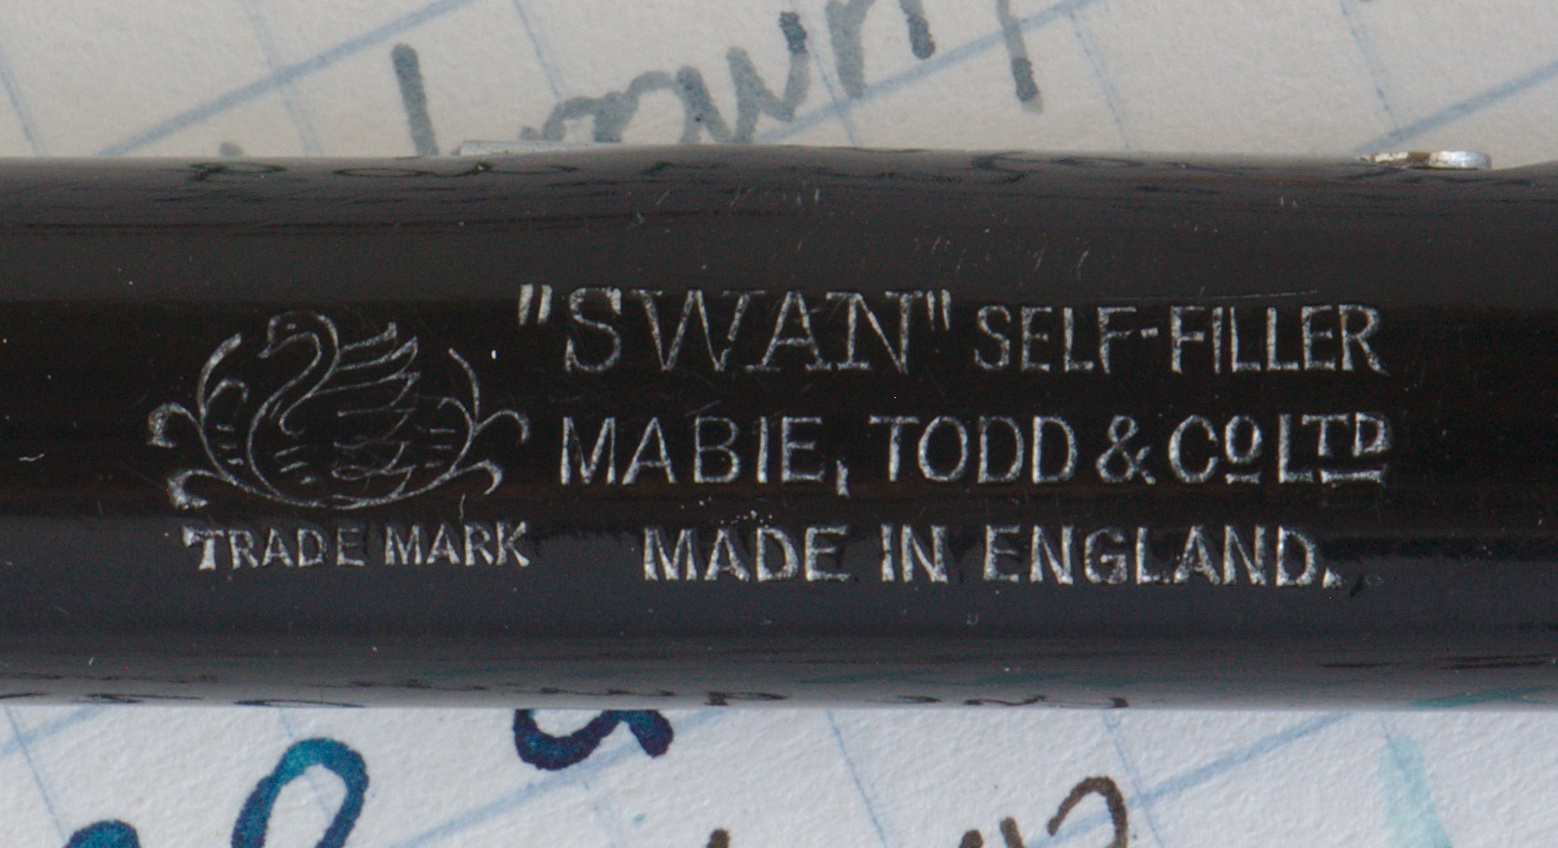 "SWAN" SELF-FILLER
MABIE, TODD & Co LTD
TRADE MARK
MADE IN ENGLAND.